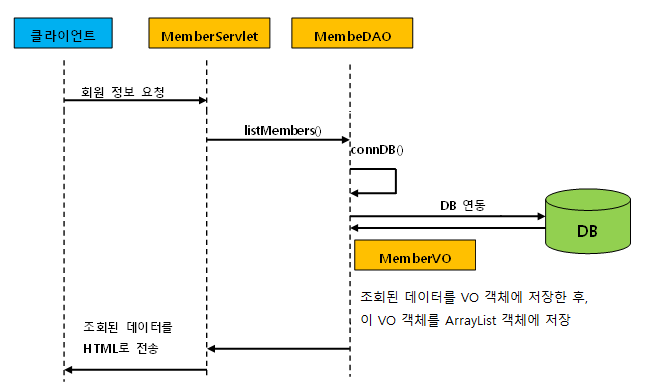 클라이언트
MemberServlet
MembeDAO
회원 정보 요청
listMembers()
connDB()
DB 연동
DB
MemberVO
조회된 데이터를 VO 객체에 저장한 후,
이 VO 객체를 ArrayList 객체에 저장
조회된 데이터를
HTML로 전송